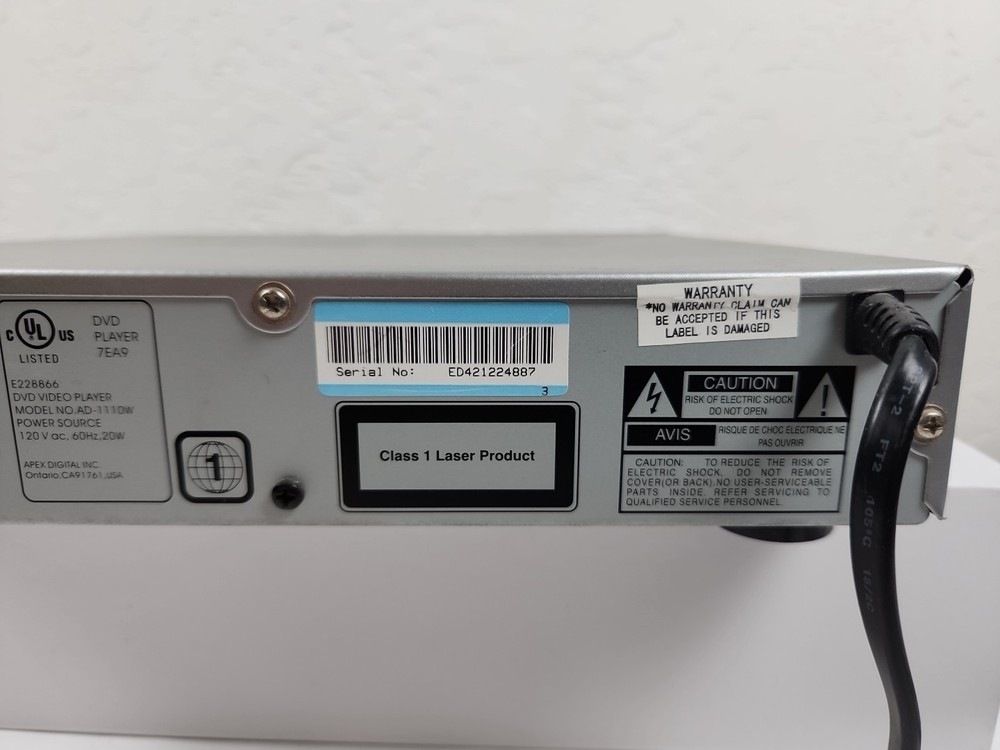 C UL US
LISTED
DVD
PLAYER
7EA9
E228866
DVD VIDEO PLAYER
MODEL NO.AD-1110W
POWER SOURCE
120 V ac, 60Hz, 20W
APEX DIGITAL INC.
Ontario, CA91761, USA
1
Serial No: ED421224887
3
Class 1 Laser Product
WARRANTY
*NO WARRANTY CLAIM CAN
BE ACCEPTED IF THIS
LABEL IS DAMAGED
CAUTION
RISK OF ELECTRIC SHOCK
DO NOT OPEN
AVIS
RISQUE DE CHOC ELECTRIQUE NE
PAS OUVRIR
CAUTION: TO REDUCE THE RISK OF
ELECTRIC SHOCK, DO NOT REMOVE
COVER(OR BACK).NO USER-SERVICEABLE
PARTS INSIDE. REFER SERVICING TO
QUALIFIED SERVICE PERSONNEL.
FT2
105°C